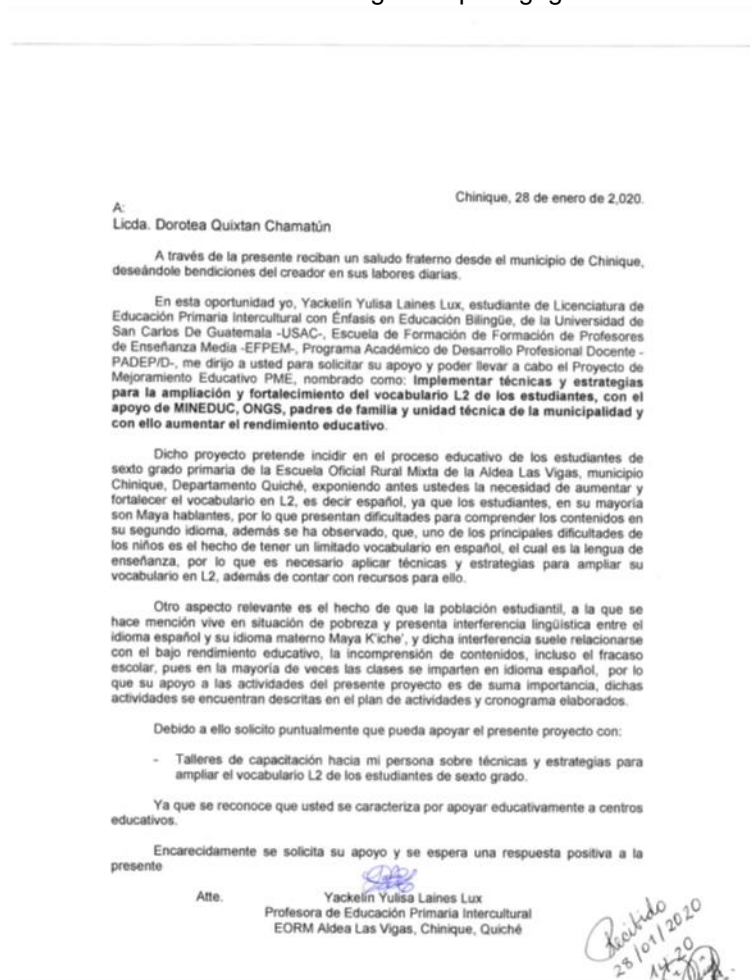 Chinique, 28 de enero de 2,020.
A:
Licda. Dorotea Quixtan Chamatún
A través de la presente reciban un saludo fraterno desde el municipio de Chinique,
deseándole bendiciones del creador en sus labores diarias.
En esta oportunidad yo, Yackelin Yulisa Laines Lux, estudiante de Licenciatura de
Educación Primaria Intercultural con Énfasis en Educación Bilingüe, de la Universidad de
San Carlos De Guatemala -USAC-, Escuela de Formación de Formación de Profesores
de Enseñanza Media -EFPEM-, Programa Académico de Desarrollo Profesional Docente -
PADEP/D-, me dirijo a usted para solicitar su apoyo y poder llevar a cabo el Proyecto de
Mejoramiento Educativo PME, nombrado como: Implementar técnicas y estrategias
para la ampliación y fortalecimiento del vocabulario L2 de los estudiantes, con el
apoyo de MINEDUC, ONGS, padres de familia y unidad técnica de la municipalidad y
con ello aumentar el rendimiento educativo.
Dicho proyecto pretende incidir en el proceso educativo de los estudiantes de
sexto grado primaria de la Escuela Oficial Rural Mixta de la Aldea Las Vigas, municipio
Chinique, Departamento Quiché, exponiendo antes ustedes la necesidad de aumentar y
fortalecer el vocabulario en L2, es decir español, ya que los estudiantes, en su mayoría
son Maya hablantes, por lo que presentan dificultades para comprender los contenidos en
su segundo idioma, además se ha observado, que, uno de los principales dificultades de
los niños es el hecho de tener un limitado vocabulario en español, el cual es la lengua de
enseñanza, por lo que es necesario aplicar técnicas y estrategias para ampliar su
vocabulario en L2, además de contar con recursos para ello.
Otro aspecto relevante es el hecho de que la población estudiantil, a la que se
hace mención vive en situación de pobreza y presenta interferencia lingüística entre el
idioma español y su idioma materno Maya K'iche', y dicha interferencia suele relacionarse
con el bajo rendimiento educativo, la incomprensión de contenidos, incluso el fracaso
escolar, pues en la mayoría de veces las clases se imparten en idioma español, por lo
que su apoyo a las actividades del presente proyecto es de suma importancia, dichas
actividades se encuentran descritas en el plan de actividades y cronograma elaborados.
Debido a ello solicito puntualmente que pueda apoyar el presente proyecto con:
- Talleres de capacitación hacia mi persona sobre técnicas y estrategias para
ampliar el vocabulario L2 de los estudiantes de sexto grado.
Ya que se reconoce que usted se caracteriza por apoyar educativamente a centros
educativos.
Encarecidamente se solicita su apoyo y se espera una respuesta positiva a la
presente
Atte. Yackelin Yulisa Laines Lux
Profesora de Educación Primaria Intercultural
EORM Aldea Las Vigas, Chinique, Quiché
Recibido
28/01/2020
14:20